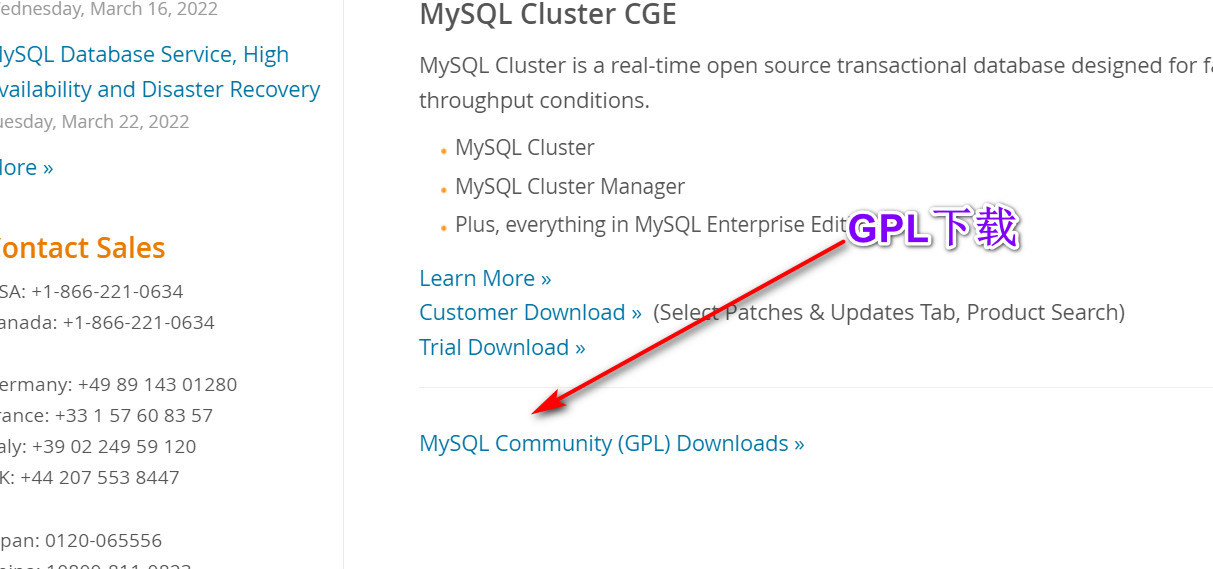 ednesday, March 16, 2022
ySQL Database Service, High
vailability and Disaster Recovery
uesday, March 22, 2022
ore »
ontact Sales
SA: +1-866-221-0634
anada: +1-866-221-0634
ermany: +49 89 143 01280
rance: +33 1 57 60 83 57
aly: +39 02 249 59 120
K: +44 207 553 8447
pan: 0120-065556
MySQL Cluster CGE
MySQL Cluster is a real-time open source transactional database designed for fa
throughput conditions.
MySQL Cluster
MySQL Cluster Manager
Plus, everything in MySQL Enterprise Edit
GPL下载
Learn More »
Customer Download » (Select Patches & Updates Tab, Product Search)
Trial Download »
MySQL Community (GPL) Downloads »